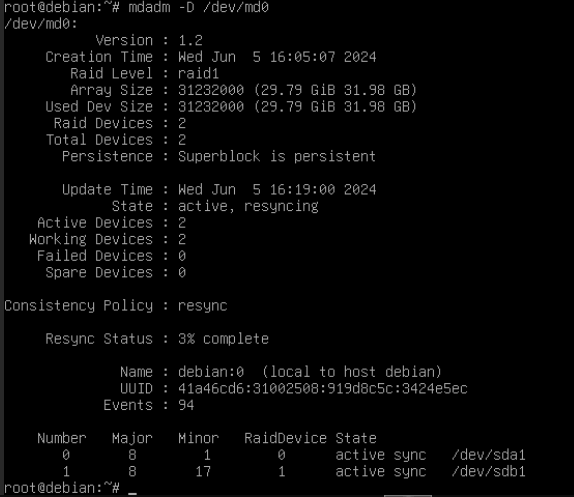 root@debian:~# mdadm -D /dev/md0
/dev/md0:
Version : 1.2
Creation Time : Wed Jun 5 16:05:07 2024
Raid Level : raid1
Array Size : 31232000 (29.79 GiB 31.98 GB)
Used Dev Size : 31232000 (29.79 GiB 31.98 GB)
Raid Devices : 2
Total Devices : 2
Persistence : Superblock is persistent
Update Time : Wed Jun 5 16:19:00 2024
State : active, resyncing
Active Devices : 2
Working Devices : 2
Failed Devices : 0
Spare Devices : 0
Consistency Policy : resync
Resync Status : 3% complete
Name : debian:0 (local to host debian)
UUID : 41a46cd6:31002508:919d8c5c:3424e5ec
Events : 94
Number Major Minor RaidDevice State
0 8 1 0 active sync /dev/sda1
1 8 17 1 active sync /dev/sdb1
root@debian:~# _